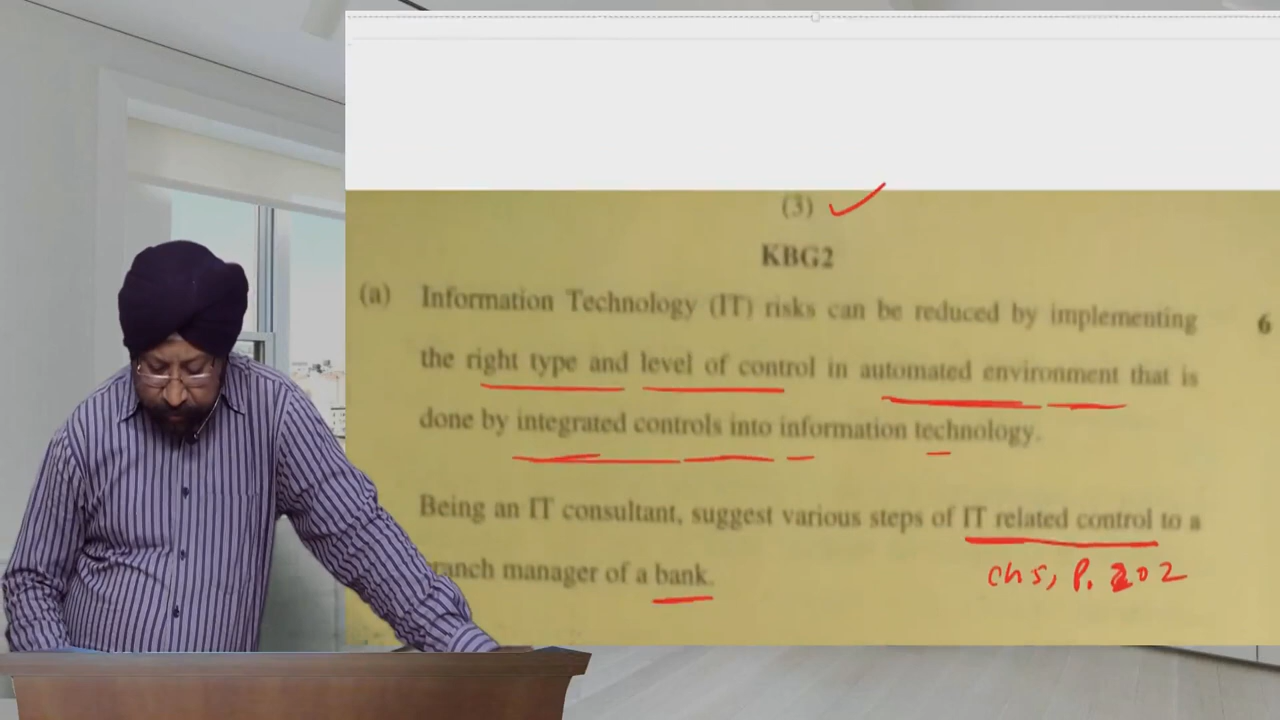 (3)
KBG2
(a) Information Technology (IT) risks can be reduced by implementing 6
the right type and level of control in automated environment that is
done by integrated controls into information technology.
Being an IT consultant, suggest various steps of IT related control to a
ranch manager of a bank.
Ch 5, P. 202